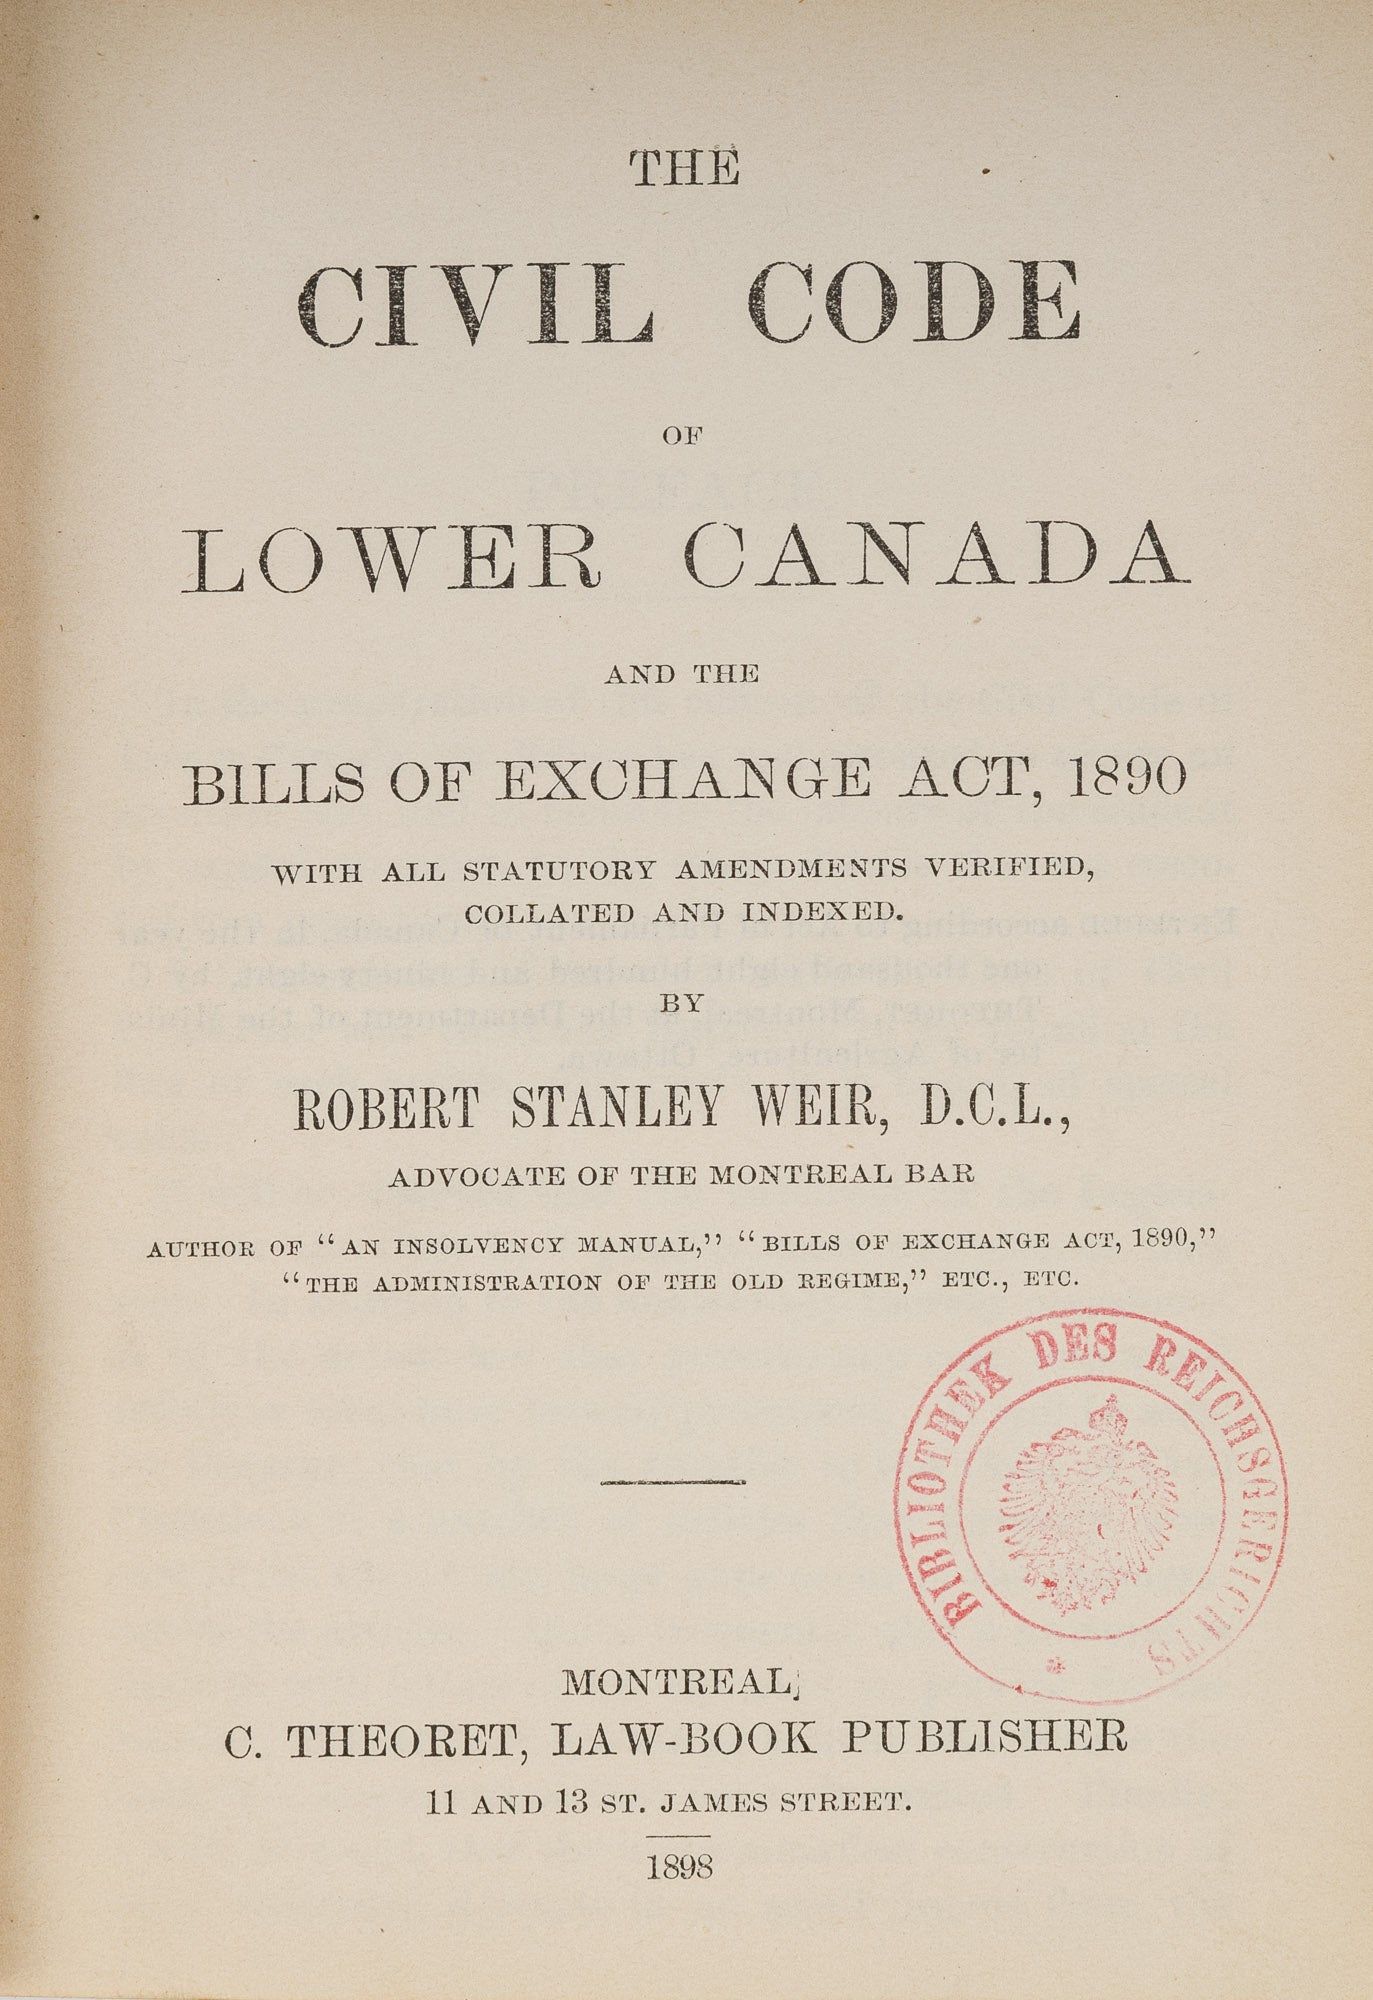 THE
CIVIL CODE
OF
LOWER CANADA
AND THE
BILLS OF EXCHANGE ACT, 1890
WITH ALL STATUTORY AMENDMENTS VERIFIED,
COLLATED AND INDEXED.
BY
ROBERT STANLEY WEIR, D.C.L.,
ADVOCATE OF THE MONTREAL BAR
AUTHOR OF “AN INSOLVENCY MANUAL,” “BILLS OF EXCHANGE ACT, 1890,”
“THE ADMINISTRATION OF THE OLD REGIME,” ETC., ETC.
BIBLIOTHEK DES REICHSGERICHTS *
MONTREAL,
C. THEORET, LAW-BOOK PUBLISHER
11 AND 13 ST. JAMES STREET.
1898